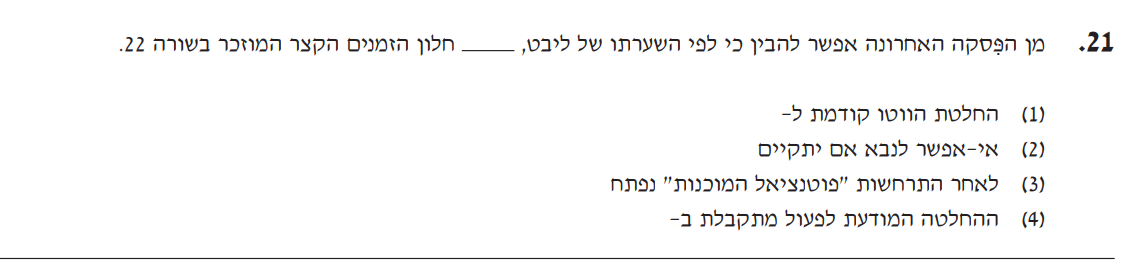 21. מן הפִּסקה האחרונה אפשר להבין כי לפי השערתו של ליבט, _____ חלון הזמנים הקצר המוזכר בשורה 22.
(1) החלטת הווטו קודמת ל-
(2) אי-אפשר לנבא אם יתקיים
(3) לאחר התרחשות "פוטנציאל המוכנות" נפתח
(4) ההחלטה המודעת לפעול מתקבלת ב-